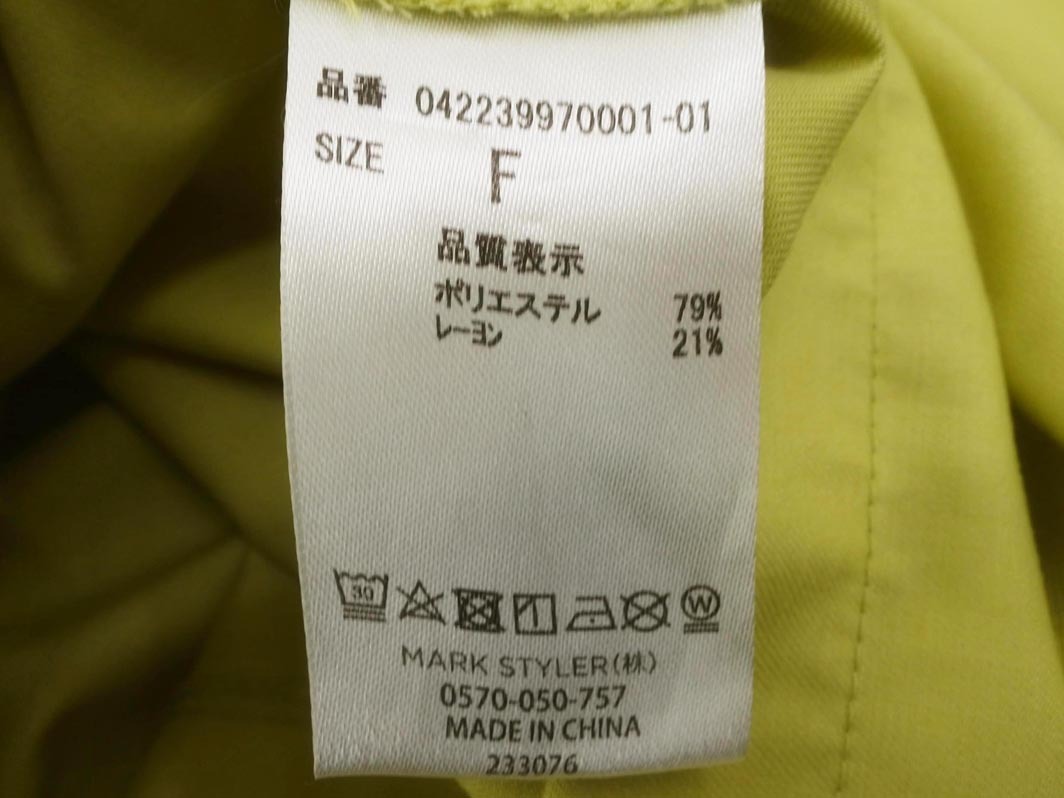 品番 042239970001-01
SIZE F
品質表示
ポリエステル 79%
レーヨン 21%
30
W
MARK STYLER(株)
0570-050-757
MADE IN CHINA
233076